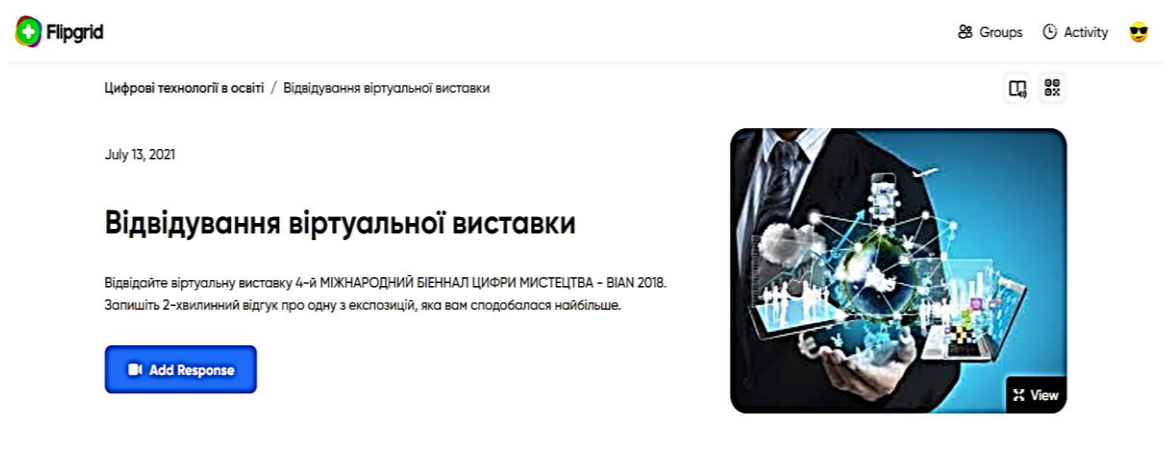 Flipgrid
Groups
Activity
Цифрові технології в освіті / Відвідування віртуальної виставки
July 13, 2021
Відвідування віртуальної виставки
Відвідайте віртуальну виставку 4-й МІЖНАРОДНИЙ БІЕННАЛ ЦИФРИ МИСТЕЦТВА - BIAN 2018.
Запишіть 2-хвилинний відгук про одну з експозицій, яка вам сподобалася найбільше.
Add Response
View